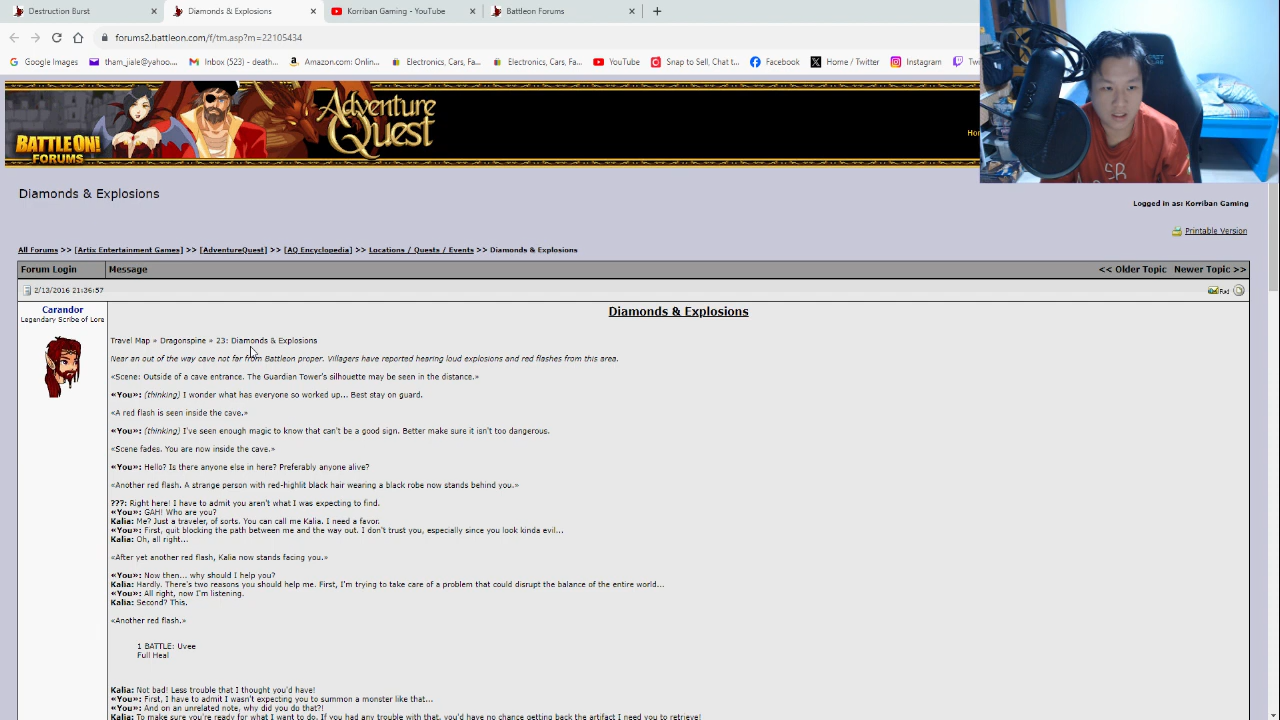 Destruction Burst × Diamonds & Explosions × Korriban Gaming - YouTube × Battleon Forums × +
forums2.battleon.com/f/tm.asp?m=22105434
Google Images tham_jiale@yahoo.... Inbox (523) - death... Amazon.com: Onlin... Electronics, Cars, Fa... Electronics, Cars, Fa... YouTube Snap to Sell, Chat t... Facebook Home / Twitter Instagram
BATTLEON! FORUMS
Adventure Quest
Diamonds & Explosions
Logged in as: Korriban Gaming
Printable Version
All Forums >> [Artix Entertainment Games] >> [AdventureQuest] >> [AQ Encyclopedia] >> Locations / Quests / Events >> Diamonds & Explosions
Forum Login Message << Older Topic Newer Topic >>
2/13/2016 21:36:57
Carandor
Legendary Scribe of Lore
Diamonds & Explosions
Travel Map » Dragonspine » 23: Diamonds & Explosions
Near an out of the way cave not far from Battleon proper. Villagers have reported hearing loud explosions and red flashes from this area.
«Scene: Outside of a cave entrance. The Guardian Tower's silhouette may be seen in the distance.»
«You»: (thinking) I wonder what has everyone so worked up... Best stay on guard.
«A red flash is seen inside the cave.»
«You»: (thinking) I've seen enough magic to know that can't be a good sign. Better make sure it isn't too dangerous.
«Scene fades. You are now inside the cave.»
«You»: Hello? Is there anyone else in here? Preferably anyone alive?
«Another red flash. A strange person with red-highlit black hair wearing a black robe now stands behind you.»
???: Right here! I have to admit you aren't what I was expecting to find.
«You»: GAH! Who are you?
Kalia: Me? Just a traveler, of sorts. You can call me Kalia. I need a favor.
«You»: First, quit blocking the path between me and the way out. I don't trust you, especially since you look kinda evil...
Kalia: Oh, all right...
«After yet another red flash, Kalia now stands facing you.»
«You»: Now then... why should I help you?
Kalia: Hardly. There's two reasons you should help me. First, I'm trying to take care of a problem that could disrupt the balance of the entire world...
«You»: All right, now I'm listening.
Kalia: Second? This.
«Another red flash.»
1 BATTLE: Uvee
Full Heal
Kalia: Not bad! Less trouble that I thought you'd have!
«You»: First, I have to admit I wasn't expecting you to summon a monster like that...
«You»: And on an unrelated note, why did you do that?!
Kalia: To make sure you're ready for what I want to do. If you had any trouble with that, you'd have no chance getting back the artifact I need you to retrieve!